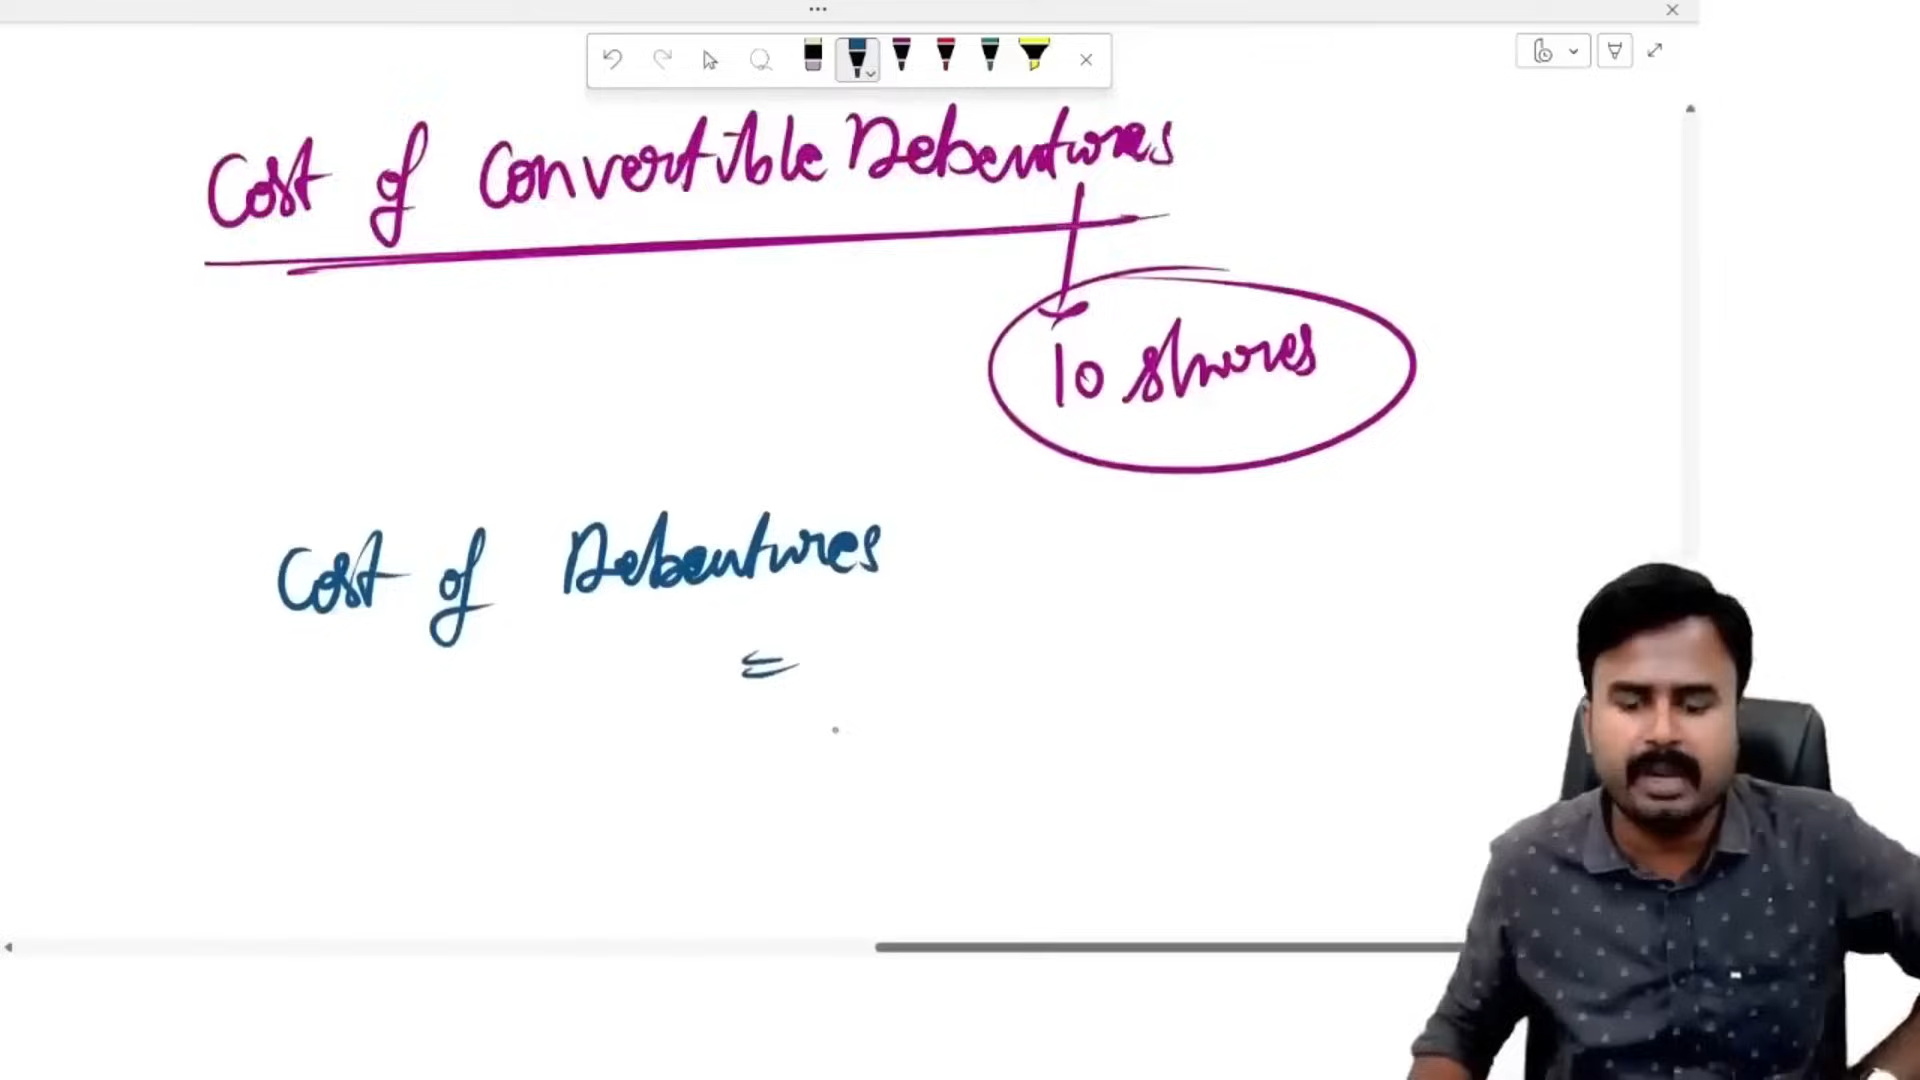 Cost of Convertible Debentures
10 shares
Cost of Debentures
=